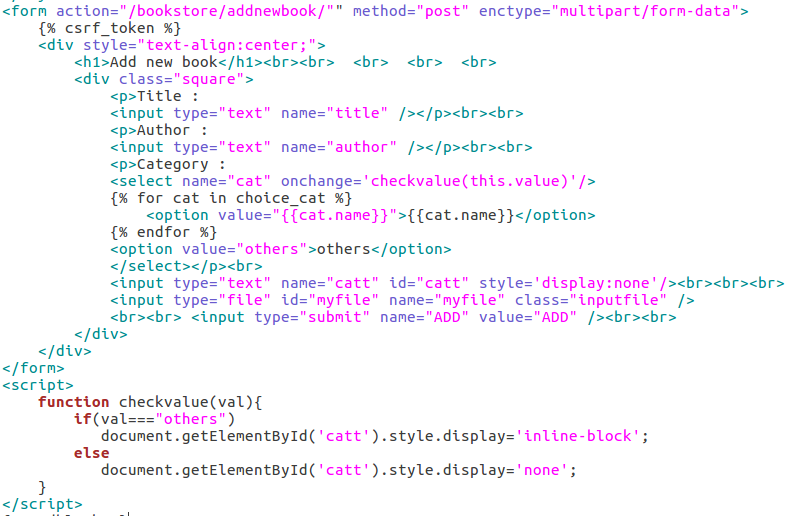 <form action="/bookstore/addnewbook/"" method="post" enctype="multipart/form-data">
{% csrf_token %}
<div style="text-align:center;">
<h1>Add new book</h1><br><br>  <br>  <br>  <br>
<div class="square">
<p>Title :
<input type="text" name="title" /></p><br><br>
<p>Author :
<input type="text" name="author" /></p><br><br>
<p>Category :
<select name="cat" onchange='checkvalue(this.value)'/>
{% for cat in choice_cat %}
<option value="{{cat.name}}">{{cat.name}}</option>
{% endfor %}
<option value="others">others</option>
</select></p><br>
<input type="text" name="catt" id="catt" style='display:none'/><br><br><br>
<input type="file" id="myfile" name="myfile" class="inputfile" />
<br><br> <input type="submit" name="ADD" value="ADD" /><br><br>
</div>
</div>
</form>
<script>
function checkvalue(val){
if(val==="others")
document.getElementById('catt').style.display='inline-block';
else
document.getElementById('catt').style.display='none';
}
</script>